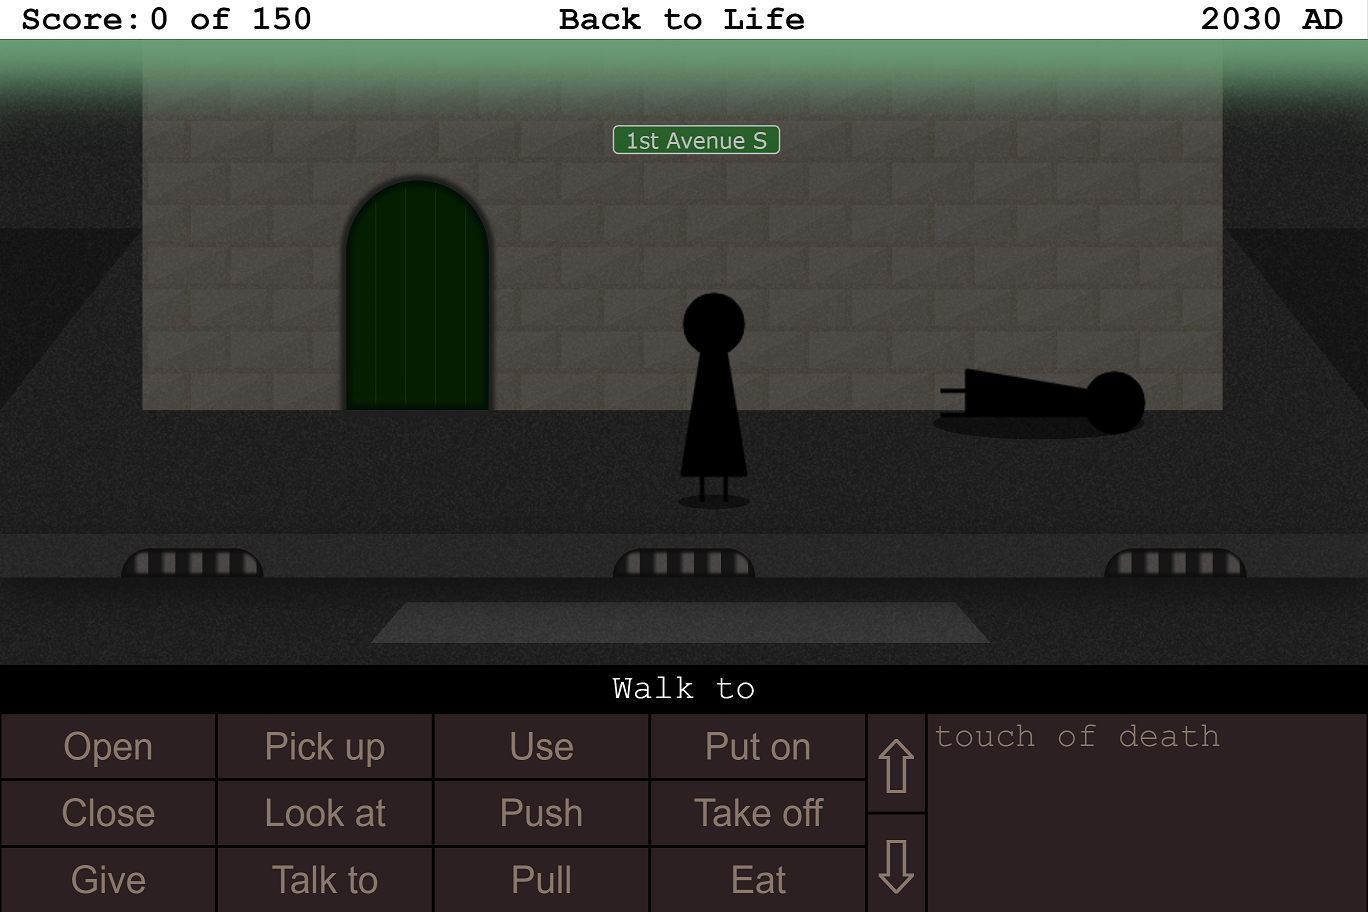 Score: 0 of 150 Back to Life 2030 AD
1st Avenue S
Walk to
Open Pick up Use Put on touch of death
Close Look at Push Take off
Give Talk to Pull Eat